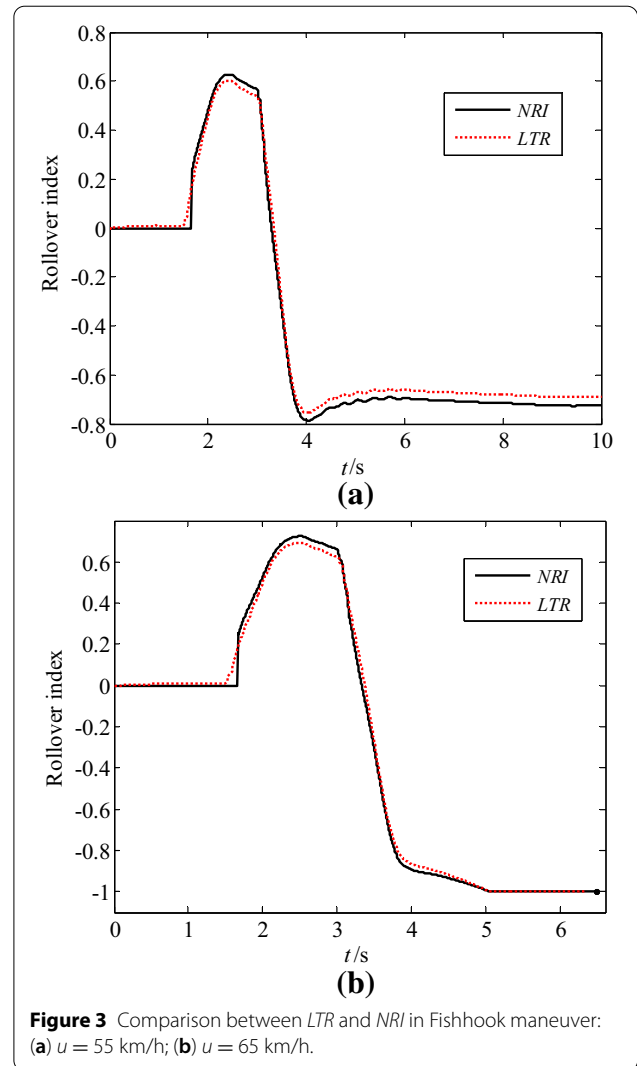 0.8
0.6
0.4
0.2
0
-0.2
-0.4
-0.6
-0.8
Rollover index
NRI
LTR
0 2 4 6 8 10
t/s
(a)
0.6
0.4
0.2
0
-0.2
-0.4
-0.6
-0.8
-1
Rollover index
NRI
LTR
0 1 2 3 4 5 6
t/s
(b)
Figure 3 Comparison between LTR and NRI in Fishhook maneuver:
(a) u = 55 km/h; (b) u = 65 km/h.